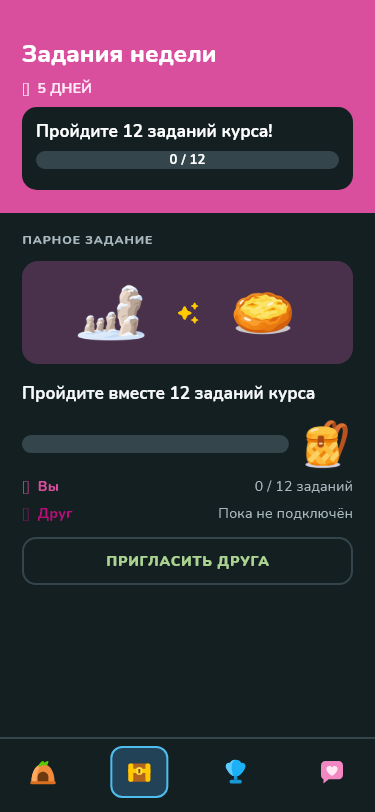 Задания недели
5 ДНЕЙ
Пройдите 12 заданий курса!
0 / 12
ПАРНОЕ ЗАДАНИЕ
Пройдите вместе 12 заданий курса
Вы 0 / 12 заданий
Друг Пока не подключён
ПРИГЛАСИТЬ ДРУГА